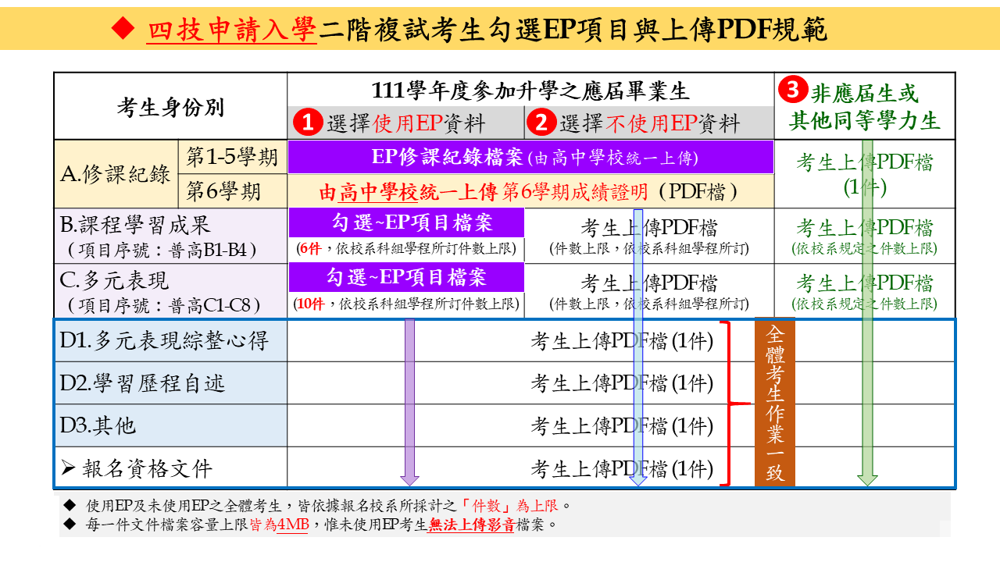 ◆ 四技申請入學二階複試考生勾選EP項目與上傳PDF規範
考生身份別
111學年度參加升學之應屆畢業生
1 選擇使用EP資料
2 選擇不使用EP資料
3 非應屆生或
其他同等學力生
A.修課紀錄
第1-5學期
EP修課紀錄檔案(由高中學校統一上傳)
考生上傳PDF檔
(1件)
第6學期
由高中學校統一上傳第6學期成績證明（PDF檔）
B.課程學習成果
（項目序號：普高B1-B4）
勾選~EP項目檔案
(6件，依校系科組學程所訂件數上限)
考生上傳PDF檔
(件數上限，依校系科組學程所訂)
考生上傳PDF檔
(依校系規定之件數上限)
C.多元表現
（項目序號：普高C1-C8）
勾選~EP項目檔案
(10件，依校系科組學程所訂件數上限)
考生上傳PDF檔
(件數上限，依校系科組學程所訂)
考生上傳PDF檔
(依校系規定之件數上限)
D1.多元表現綜整心得
考生上傳PDF檔(1件)
D2.學習歷程自述
考生上傳PDF檔(1件)
D3.其他
考生上傳PDF檔(1件)
➢ 報名資格文件
考生上傳PDF檔(1件)
全體考生作業一致
◆ 使用EP及未使用EP之全體考生，皆依據報名校系所採計之「件數」為上限。
◆ 每一件文件檔案容量上限皆為4MB，惟未使用EP考生無法上傳影音檔案。